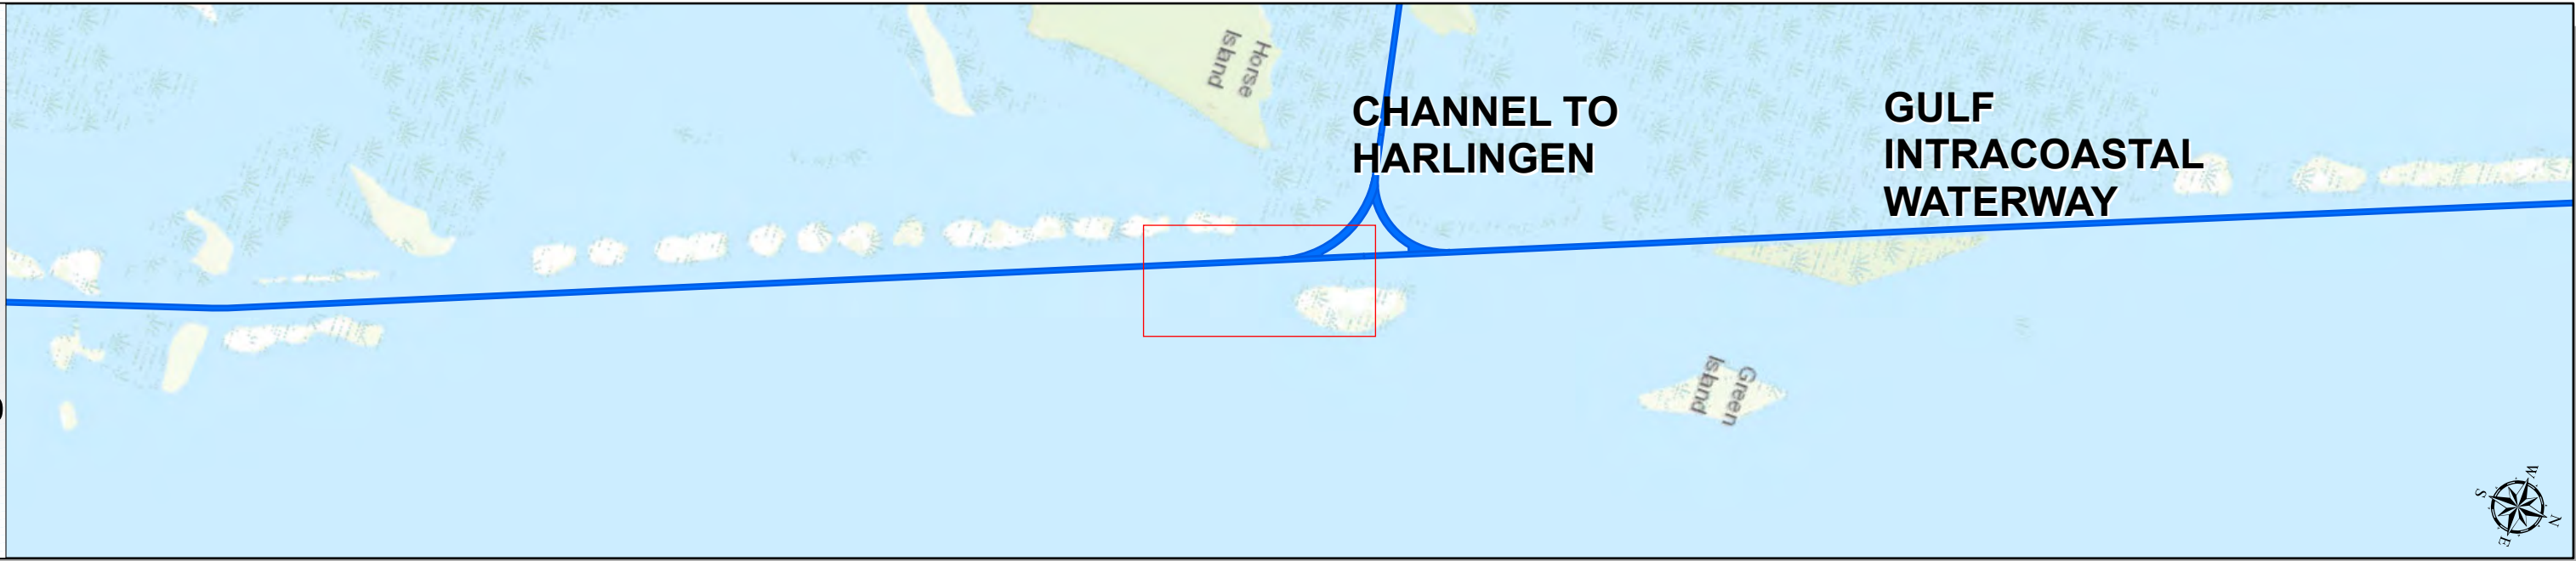 Horse
Island
CHANNEL TO
HARLINGEN
GULF
INTRACOASTAL
WATERWAY
Green
Island
W
S
N
E